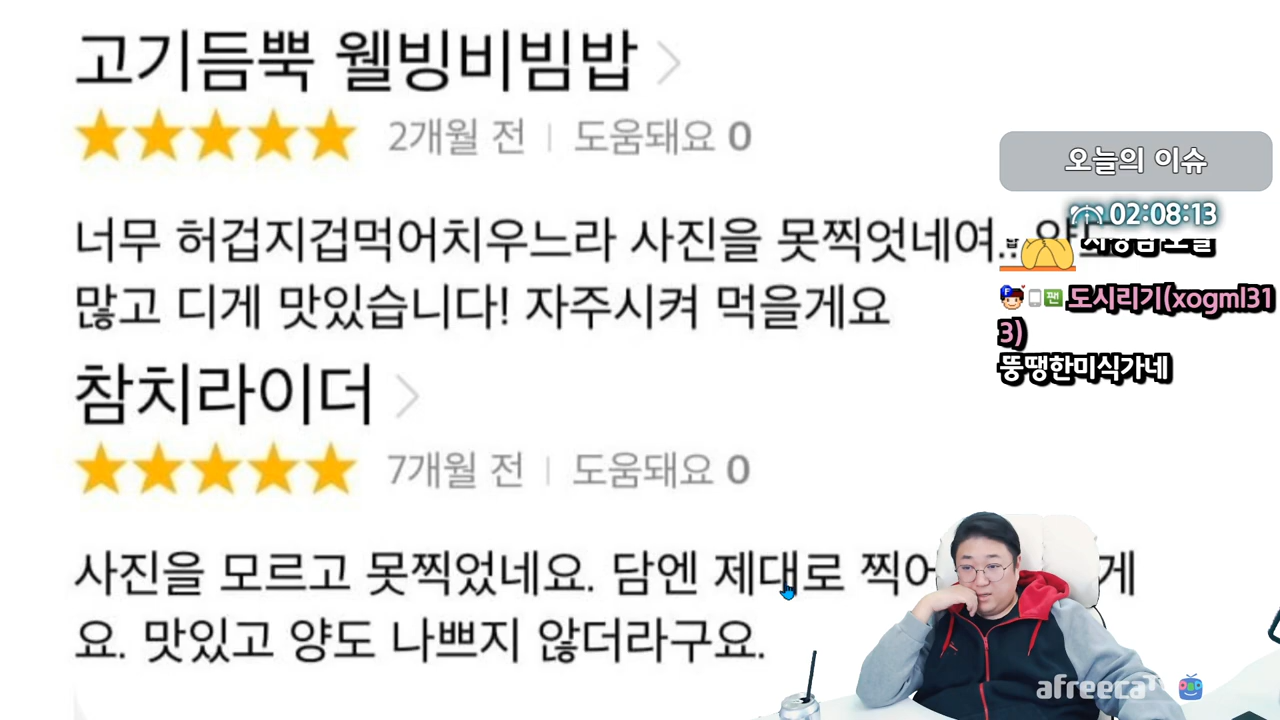 고기듬뿍 웰빙비빔밥
2개월 전 | 도움돼요 0
너무 허겁지겁먹어치우느라 사진을 못찍엇네여..
많고 디게 맛있습니다! 자주시켜 먹을게요
참치라이더
7개월 전 | 도움돼요 0
사진을 모르고 못찍었네요. 담엔 제대로 찍어 게
요. 맛있고 양도 나쁘지 않더라구요.
오늘의 이슈
02:08:13
팬 도시리기(xogml31
3)
뚱땡한미식가네
afreeca